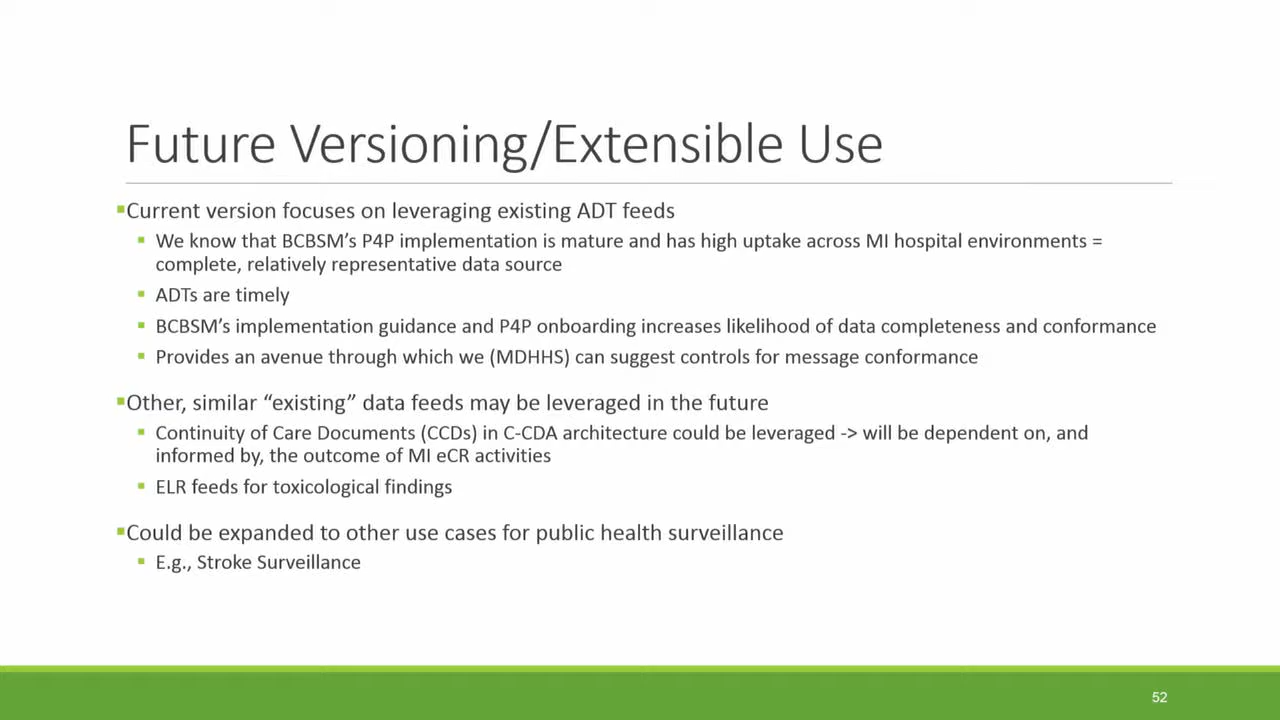 Future Versioning/Extensible Use
▪Current version focuses on leveraging existing ADT feeds
▪ We know that BCBSM’s P4P implementation is mature and has high uptake across MI hospital environments =
complete, relatively representative data source
▪ ADTs are timely
▪ BCBSM’s implementation guidance and P4P onboarding increases likelihood of data completeness and conformance
▪ Provides an avenue through which we (MDHHS) can suggest controls for message conformance
▪Other, similar “existing” data feeds may be leveraged in the future
▪ Continuity of Care Documents (CCDs) in C-CDA architecture could be leveraged -> will be dependent on, and
informed by, the outcome of MI eCR activities
▪ ELR feeds for toxicological findings
▪Could be expanded to other use cases for public health surveillance
▪ E.g., Stroke Surveillance
52